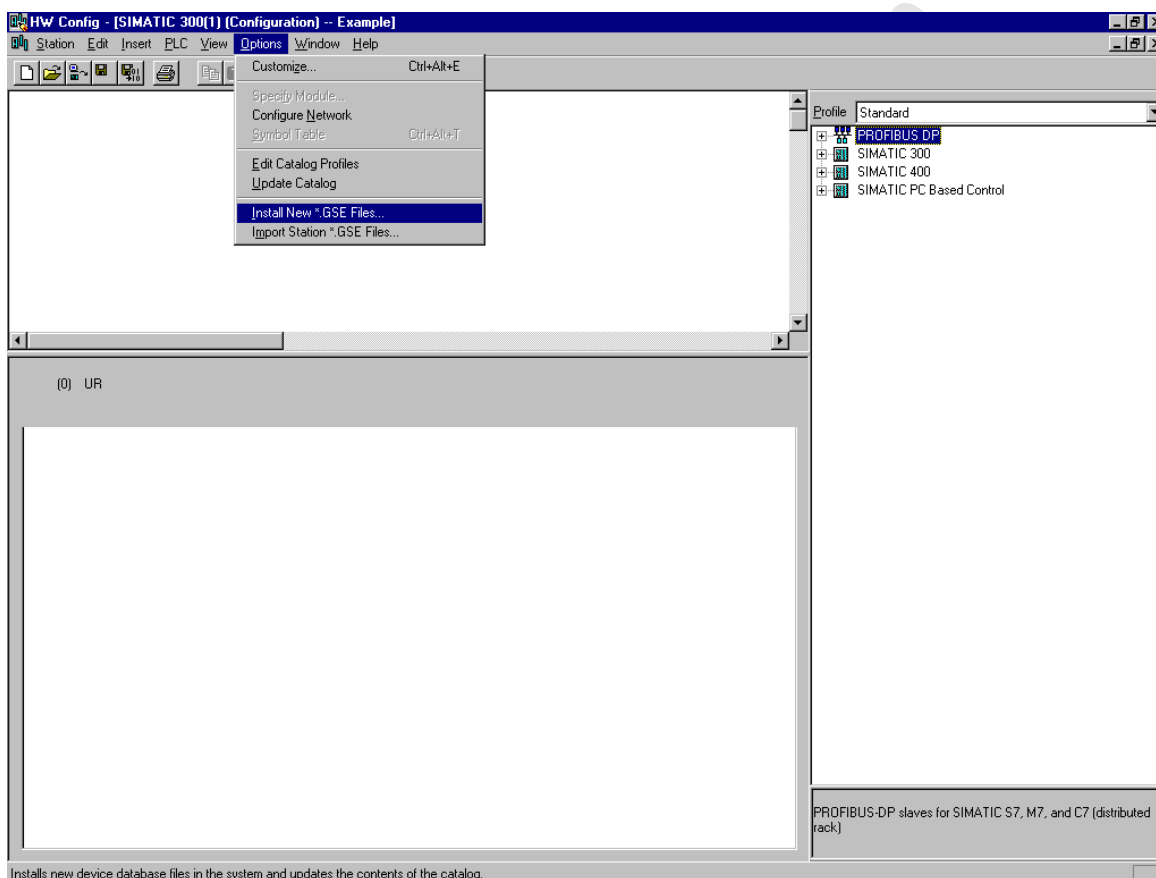 HW Config - [SIMATIC 300(1) (Configuration) -- Example]
Station Edit Insert PLC View Options Window Help
Customize... Ctrl+Alt+E
Specify Module...
Configure Network
Symbol Table Ctrl+Alt+T
Edit Catalog Profiles
Update Catalog
Install New *.GSE Files...
Import Station *.GSE Files...
Profile Standard
PROFIBUS DP
SIMATIC 300
SIMATIC 400
SIMATIC PC Based Control
(0) UR
PROFIBUS-DP slaves for SIMATIC S7, M7, and C7 (distributed
rack)
Installs new device database files in the system and updates the contents of the catalog.